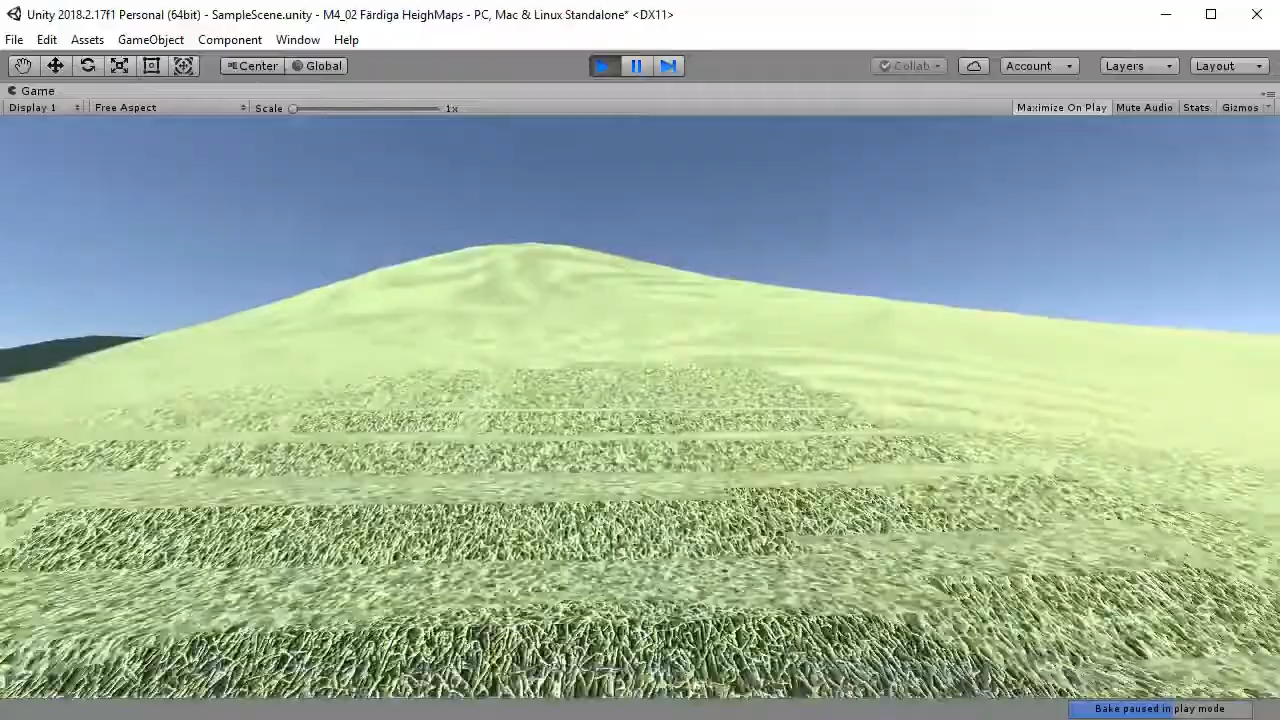 Unity 2018.2.17f1 Personal (64bit) - SampleScene.unity - M4_02 Färdiga HeighMaps - PC, Mac & Linux Standalone* <DX11>
File Edit Assets GameObject Component Window Help
Center Global Collab Account Layers Layout
Game
Display 1 Free Aspect Scale 1x Maximize On Play Mute Audio Stats Gizmos
Bake paused in play mode